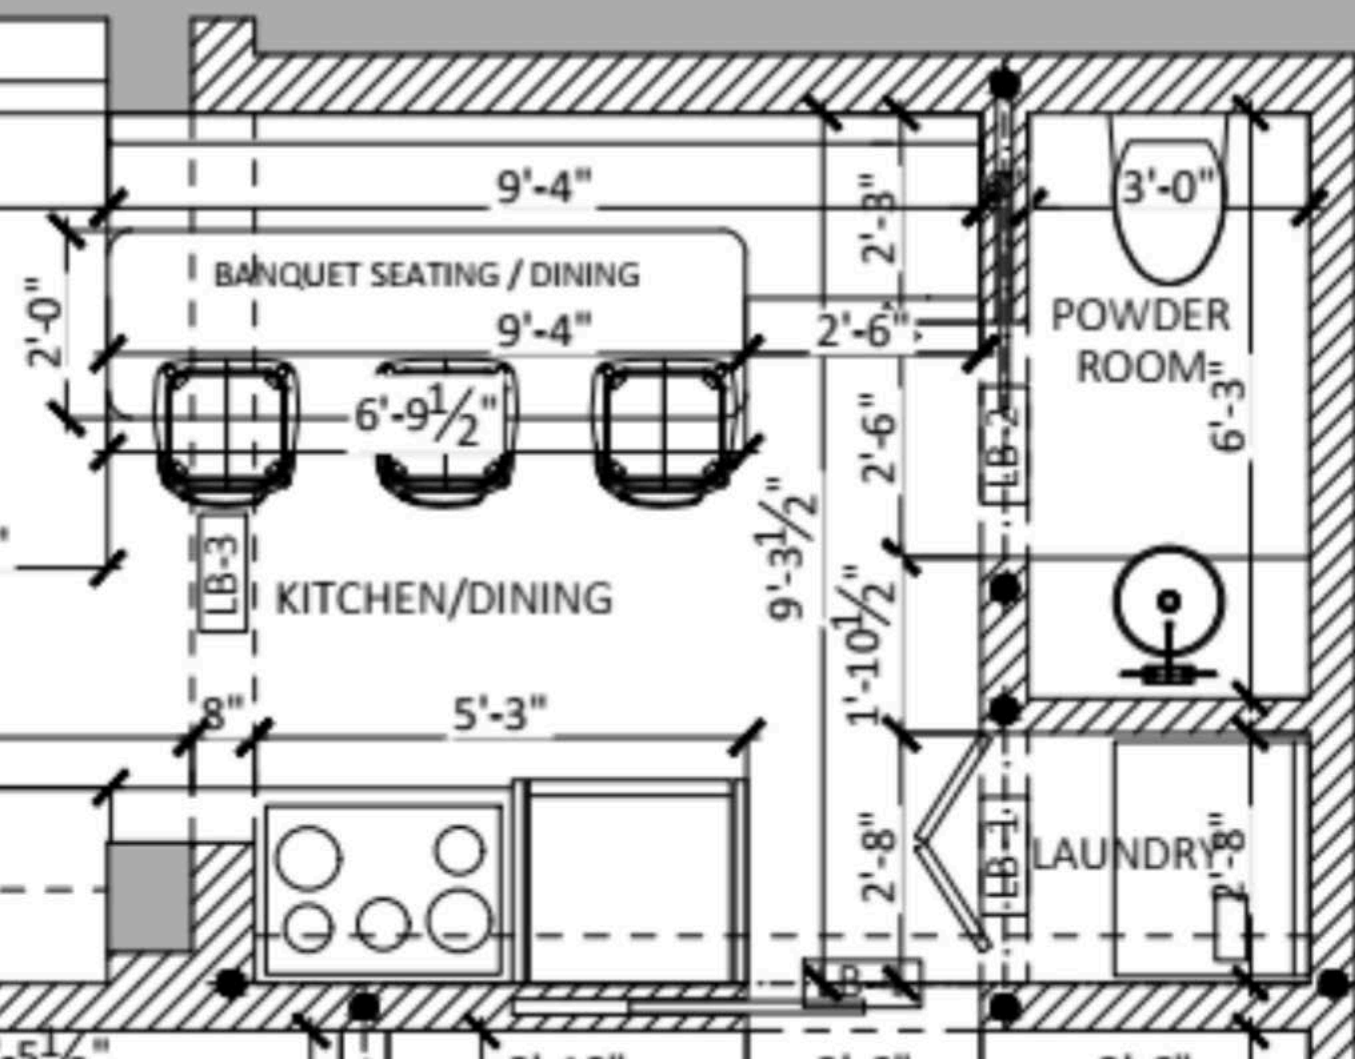 9'-4"
3'-0"
2'-3"
BANQUET SEATING / DINING
2'-0"
9'-4"
2'-6"
POWDER
ROOM
6'-3"
6'-9½"
2'-6"
LB-2
9'-3½"
LB-3
KITCHEN/DINING
1'-10½"
8"
5'-3"
2'-8"
LB-1
LAUNDRY
2'-8"